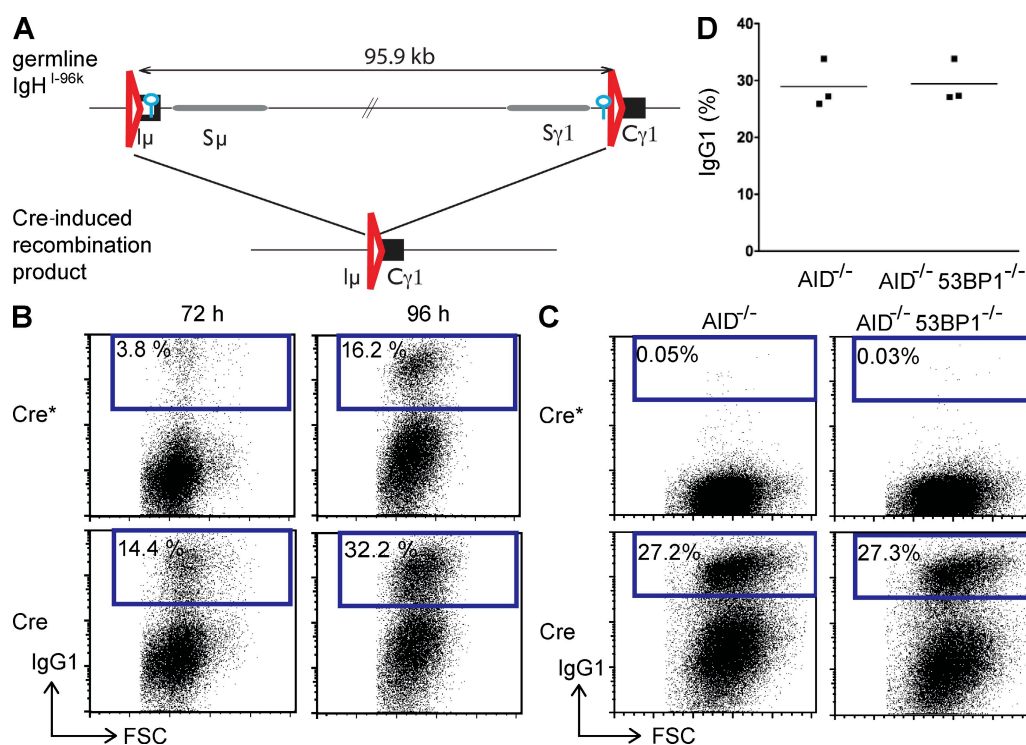 A
germline
IgH I-96k
95.9 kb
Iµ
Sµ
Sγ1
Cγ1
Cre-induced
recombination
product
Iµ
Cγ1
D
IgG1 (%)
40
30
20
10
0
AID-/-
AID-/- 53BP1-/-
B
72 h
96 h
Cre*
3.8 %
16.2 %
Cre
14.4 %
32.2 %
IgG1
FSC
C
AID-/-
AID-/- 53BP1-/-
Cre*
0.05%
0.03%
Cre
27.2%
27.3%
IgG1
FSC